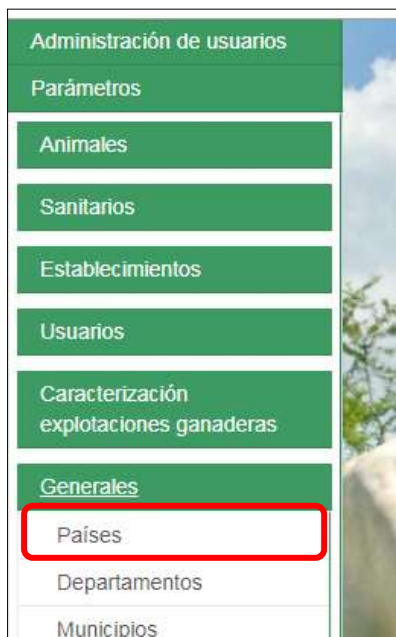 Administración de usuarios
Parámetros
Animales
Sanitarios
Establecimientos
Usuarios
Caracterización
explotaciones ganaderas
Generales
Países
Departamentos
Municipios